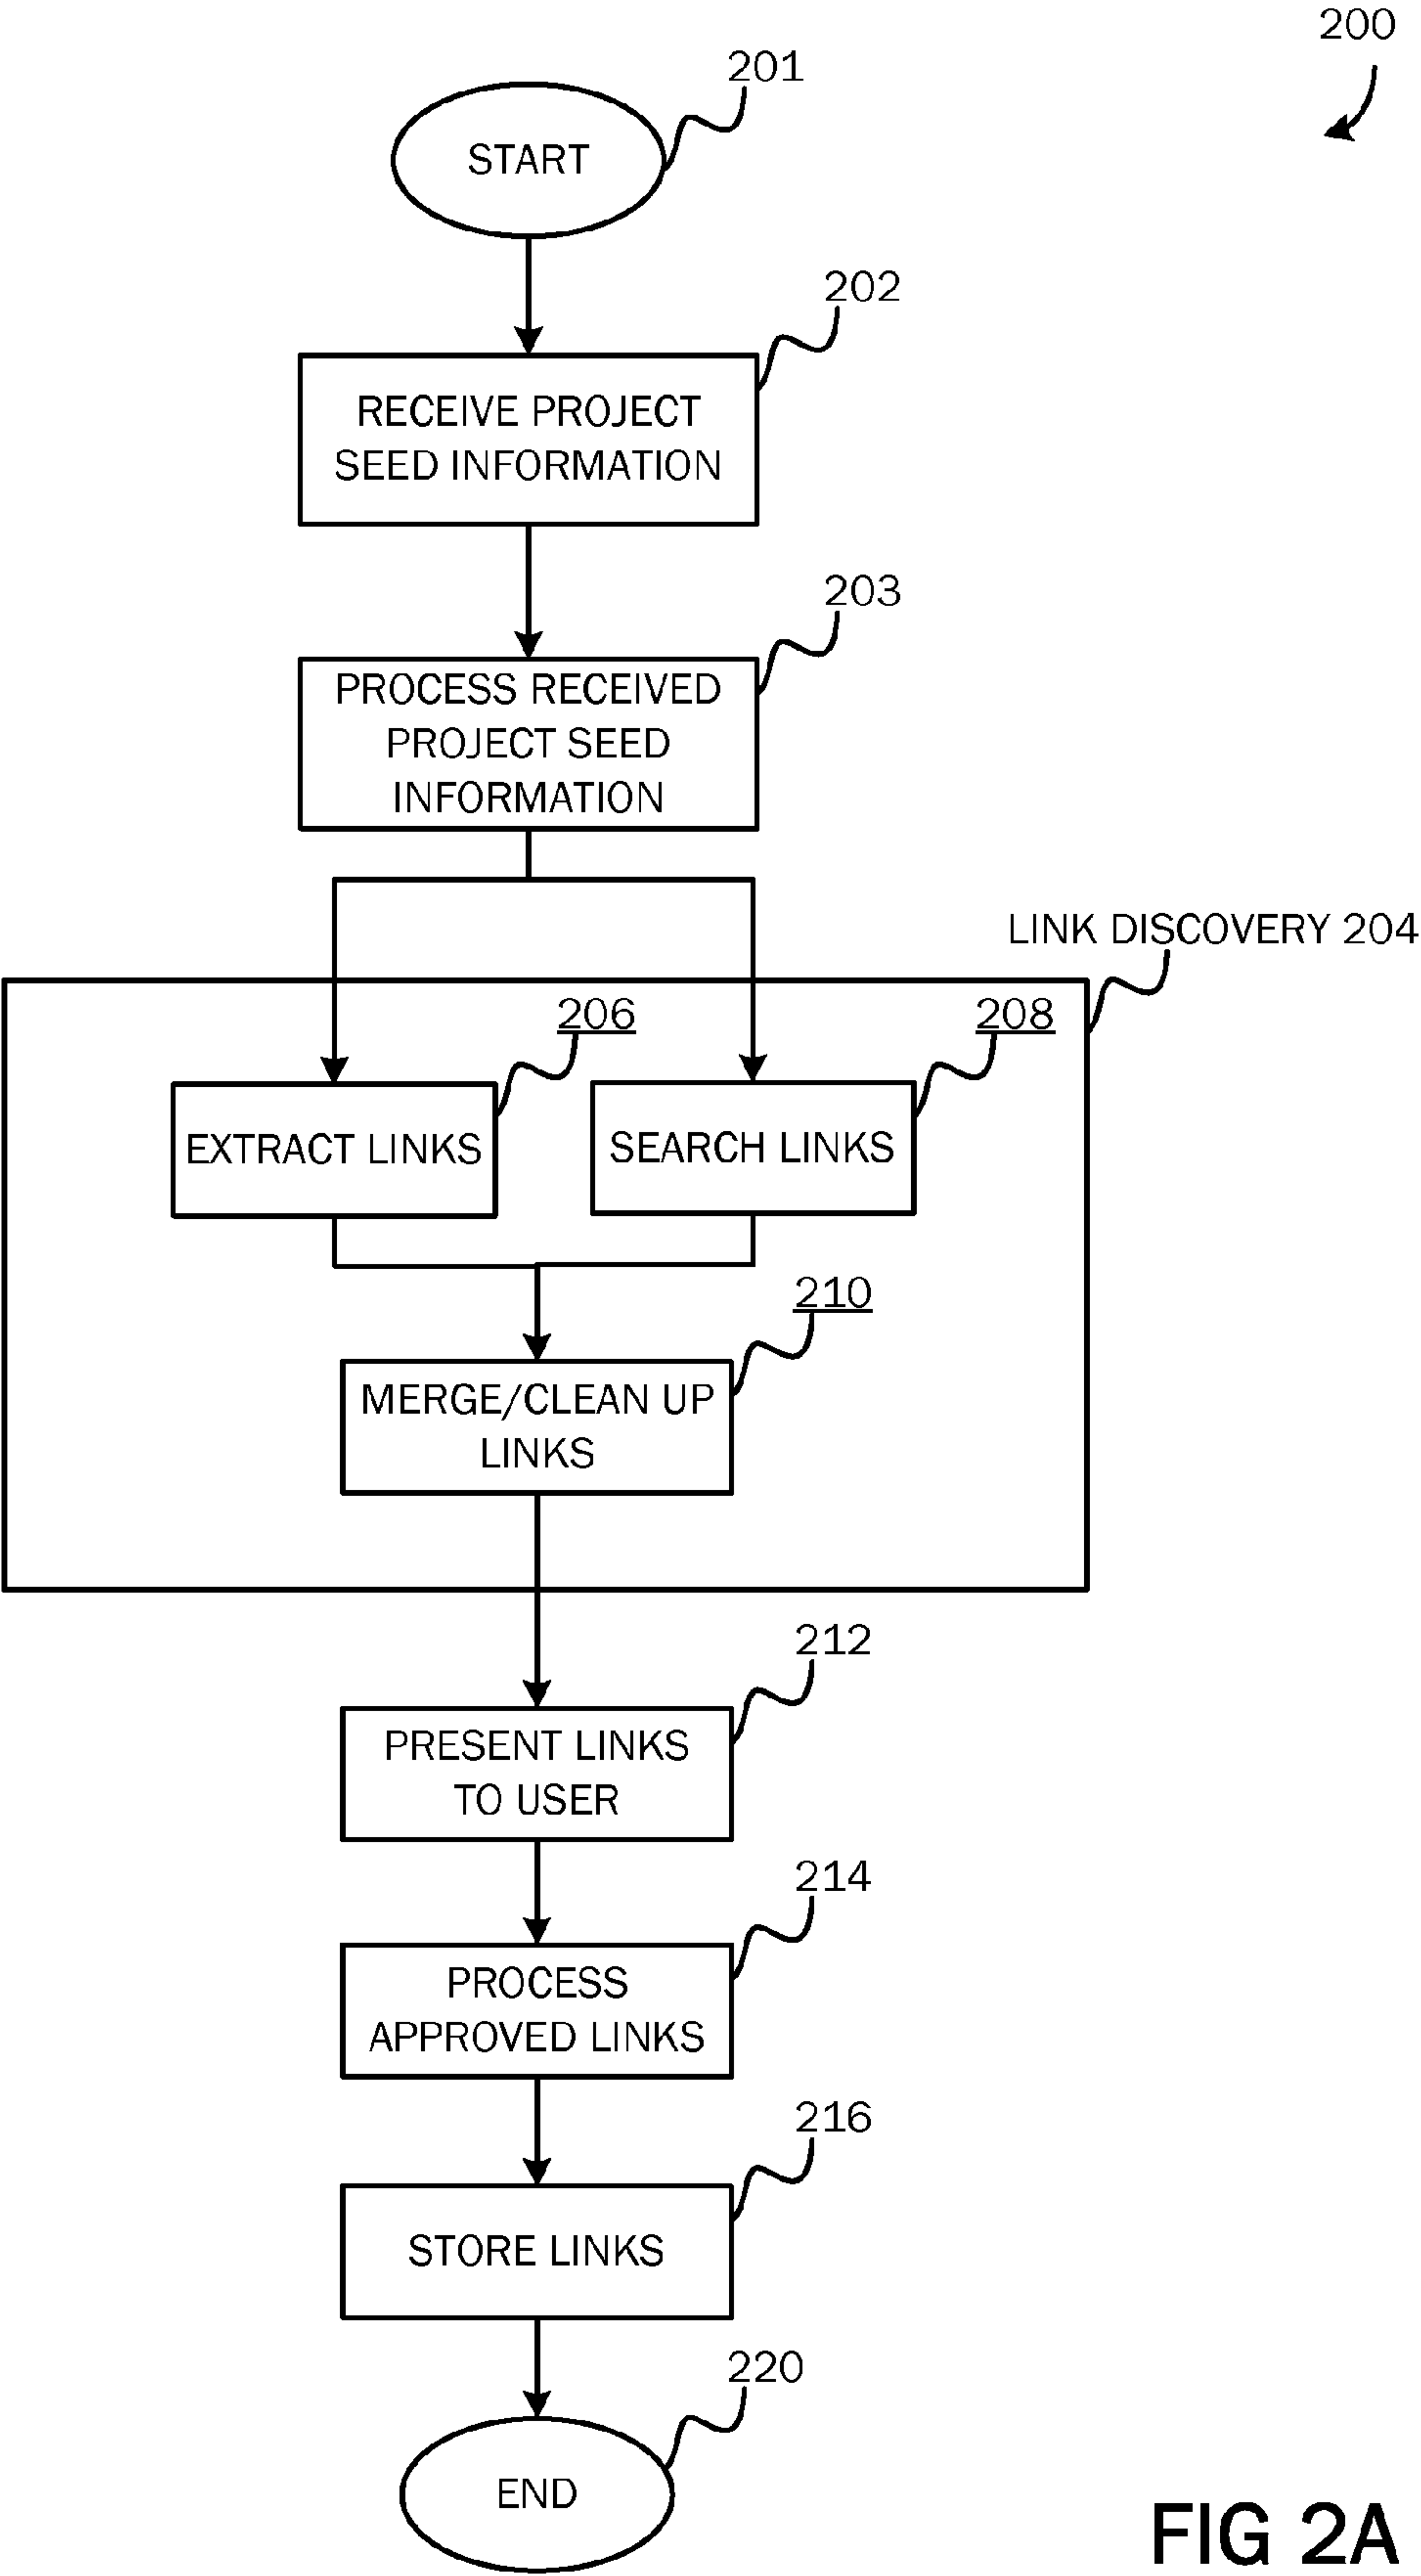 200
201
START
202
RECEIVE PROJECT
SEED INFORMATION
203
PROCESS RECEIVED
PROJECT SEED
INFORMATION
LINK DISCOVERY 204
206
208
EXTRACT LINKS
SEARCH LINKS
210
MERGE/CLEAN UP
LINKS
212
PRESENT LINKS
TO USER
214
PROCESS
APPROVED LINKS
216
STORE LINKS
220
END
FIG 2A